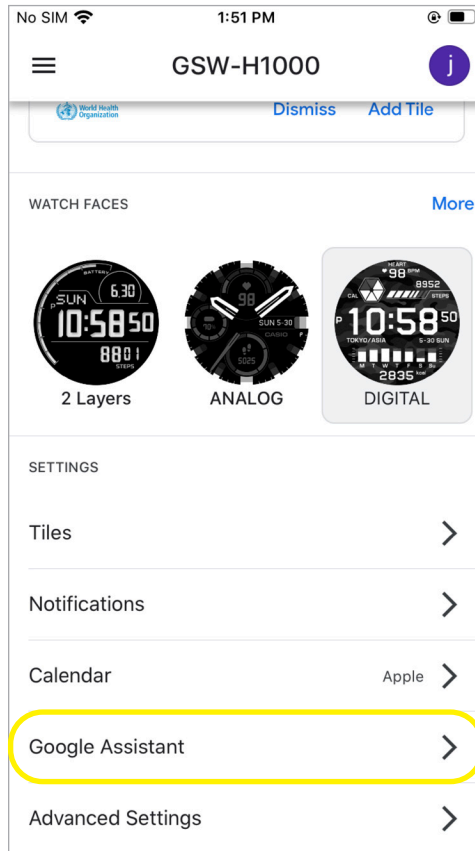 No SIM 1:51 PM
GSW-H1000 j
World Health Organization Dismiss Add Tile
WATCH FACES More
BATTERY
P SUN 6.30
10:58 50
8801
STEPS
2 Layers
98
70%
SUN 5-30
CASIO
5025
ANALOG
HEART
98 BPM
8952
CAL STEPS
P 10:58 50
TOKYO/ASIA 5-30 SUN
M T W T F S Su
2835 kcal
DIGITAL
SETTINGS
Tiles
Notifications
Calendar Apple
Google Assistant
Advanced Settings